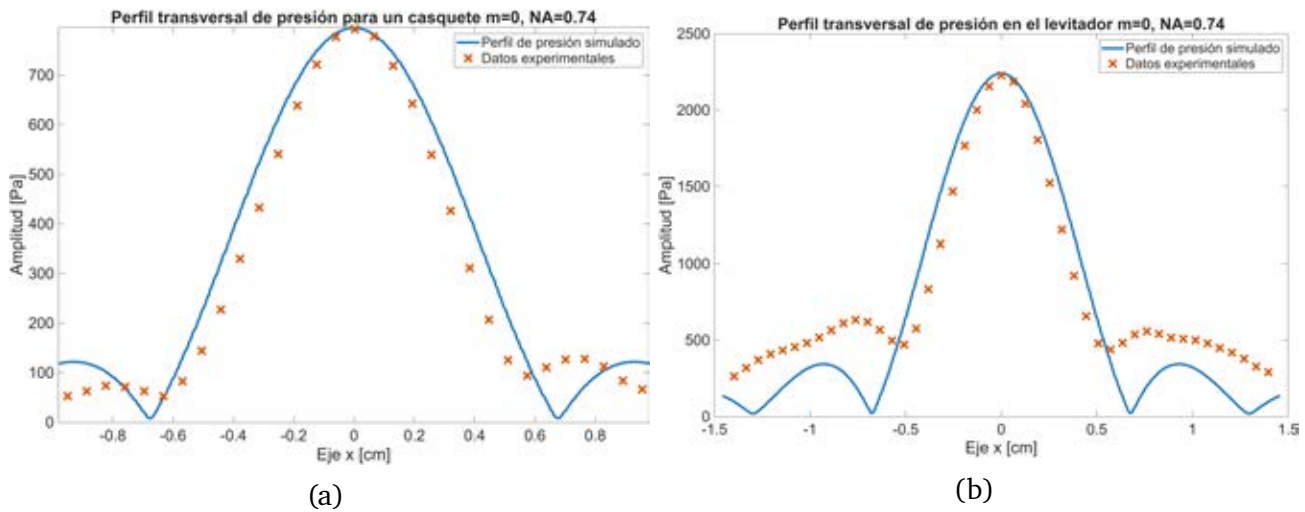 Perfil transversal de presión para un casquete m=0, NA=0.74
Perfil de presión simulado
Datos experimentales
700
600
500
400
300
200
100
0
Amplitud [Pa]
-0.8
-0.6
-0.4
-0.2
0
0.2
0.4
0.6
0.8
Eje x [cm]
(a)
Perfil transversal de presión en el levitador m=0, NA=0.74
Perfil de presión simulado
Datos experimentales
2500
2000
1500
1000
500
0
Amplitud [Pa]
-1.5
-1
-0.5
0
0.5
1
1.5
Eje x [cm]
(b)